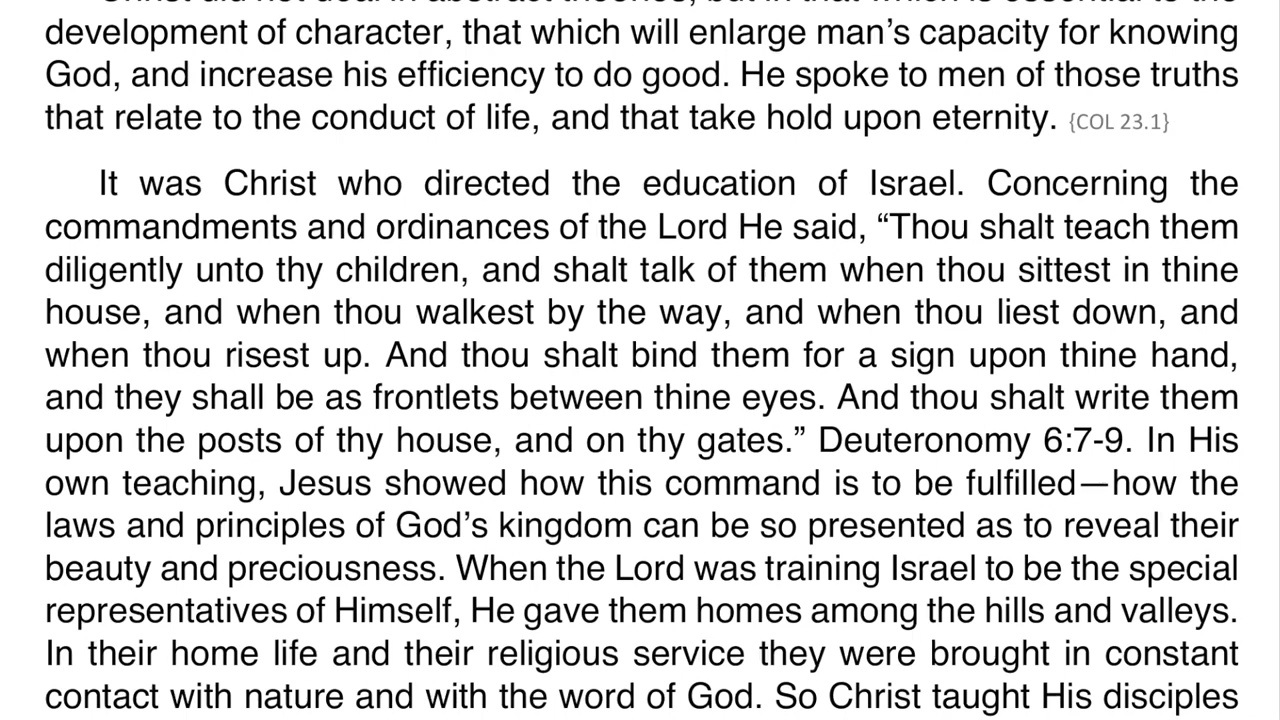 development of character, that which will enlarge man’s capacity for knowing
God, and increase his efficiency to do good. He spoke to men of those truths
that relate to the conduct of life, and that take hold upon eternity. {COL 23.1}
It was Christ who directed the education of Israel. Concerning the
commandments and ordinances of the Lord He said, “Thou shalt teach them
diligently unto thy children, and shalt talk of them when thou sittest in thine
house, and when thou walkest by the way, and when thou liest down, and
when thou risest up. And thou shalt bind them for a sign upon thine hand,
and they shall be as frontlets between thine eyes. And thou shalt write them
upon the posts of thy house, and on thy gates.” Deuteronomy 6:7-9. In His
own teaching, Jesus showed how this command is to be fulfilled—how the
laws and principles of God’s kingdom can be so presented as to reveal their
beauty and preciousness. When the Lord was training Israel to be the special
representatives of Himself, He gave them homes among the hills and valleys.
In their home life and their religious service they were brought in constant
contact with nature and with the word of God. So Christ taught His disciples